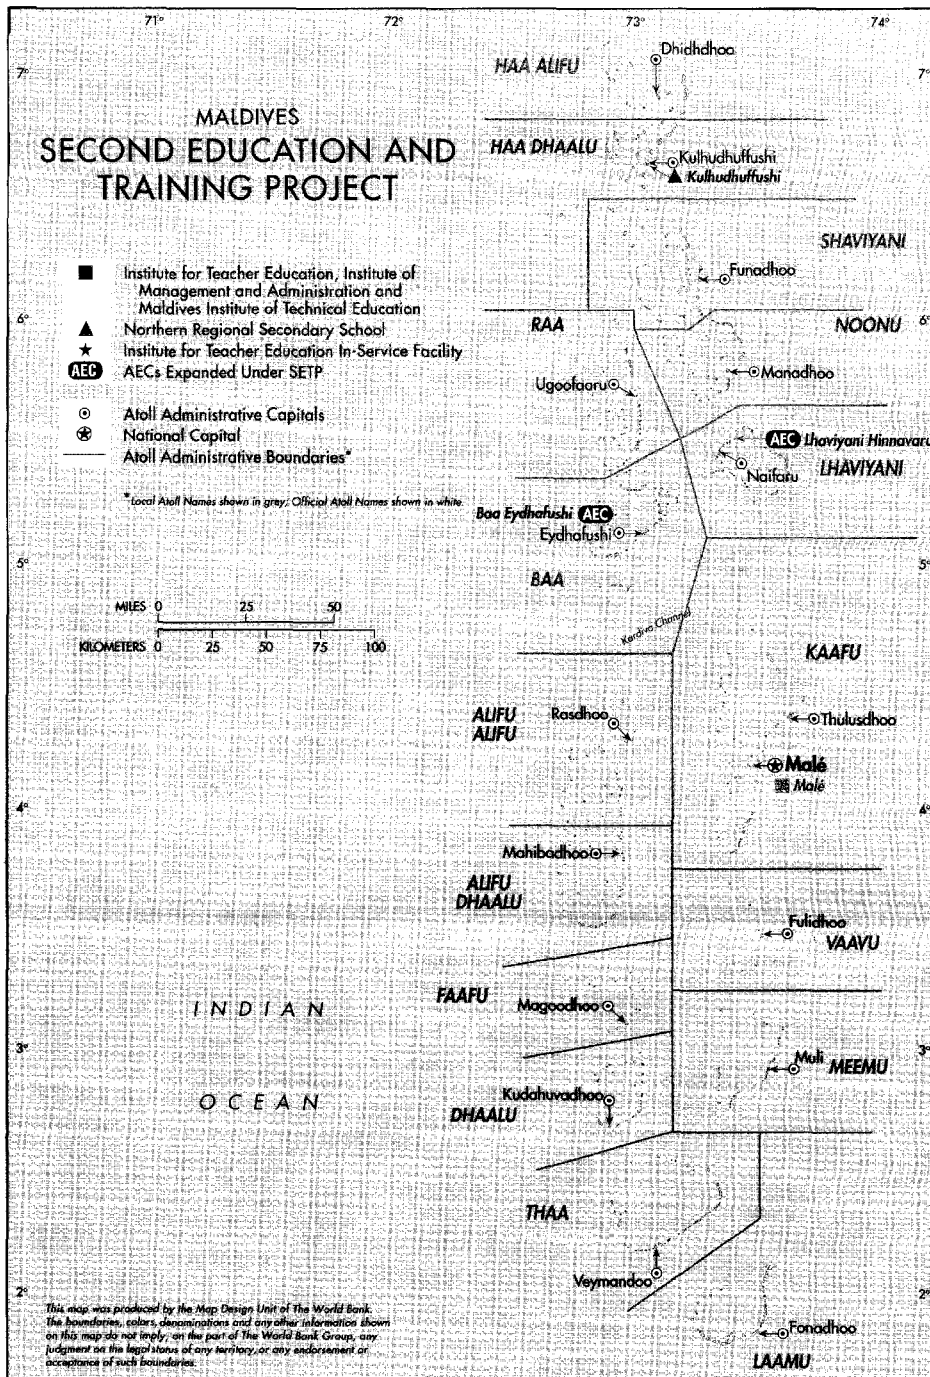 71° 72° 73° 74°
7° 7°
HAA ALIFU
Dhidhdhoo
MALDIVES
SECOND EDUCATION AND
TRAINING PROJECT
HAA DHAALU
Kulhudhuffushi
Kulhudhuffushi
SHAVIYANI
Funadhoo
Institute for Teacher Education, Institute of
Management and Administration and
Maldives Institute of Technical Education
Northern Regional Secondary School
Institute for Teacher Education In-Service Facility
AEC AECs Expanded Under SETP
Atoll Administrative Capitals
National Capital
Atoll Administrative Boundaries*
*Local Atoll Names shown in grey; Official Atoll Names shown in white.
6° 6°
RAA
NOONU
Ugoofaaru
Manadhoo
AEC Lhaviyani Hinnavaru
LHAVIYANI
Naifaru
Baa Eydhafushi AEC
Eydhafushi
5° 5°
BAA
MILES 0 25 50
KILOMETERS 0 25 50 75 100
Kardiva Channel
KAAFU
ALIFU
ALIFU
Rasdhoo
Thulusdhoo
Malé
Malé
4° 4°
Mahibadhoo
ALIFU
DHAALU
Fulidhoo
VAAVU
FAAFU
Magoodhoo
INDIAN
OCEAN
3° 3°
Muli
MEEMU
Kudahuvadhoo
DHAALU
THAA
Veymandoo
2° 2°
Fonadhoo
LAAMU
This map was produced by the Map Design Unit of The World Bank.
The boundaries, colors, denominations and any other information shown
on this map do not imply, on the part of The World Bank Group, any
judgment on the legal status of any territory, or any endorsement or
acceptance of such boundaries.